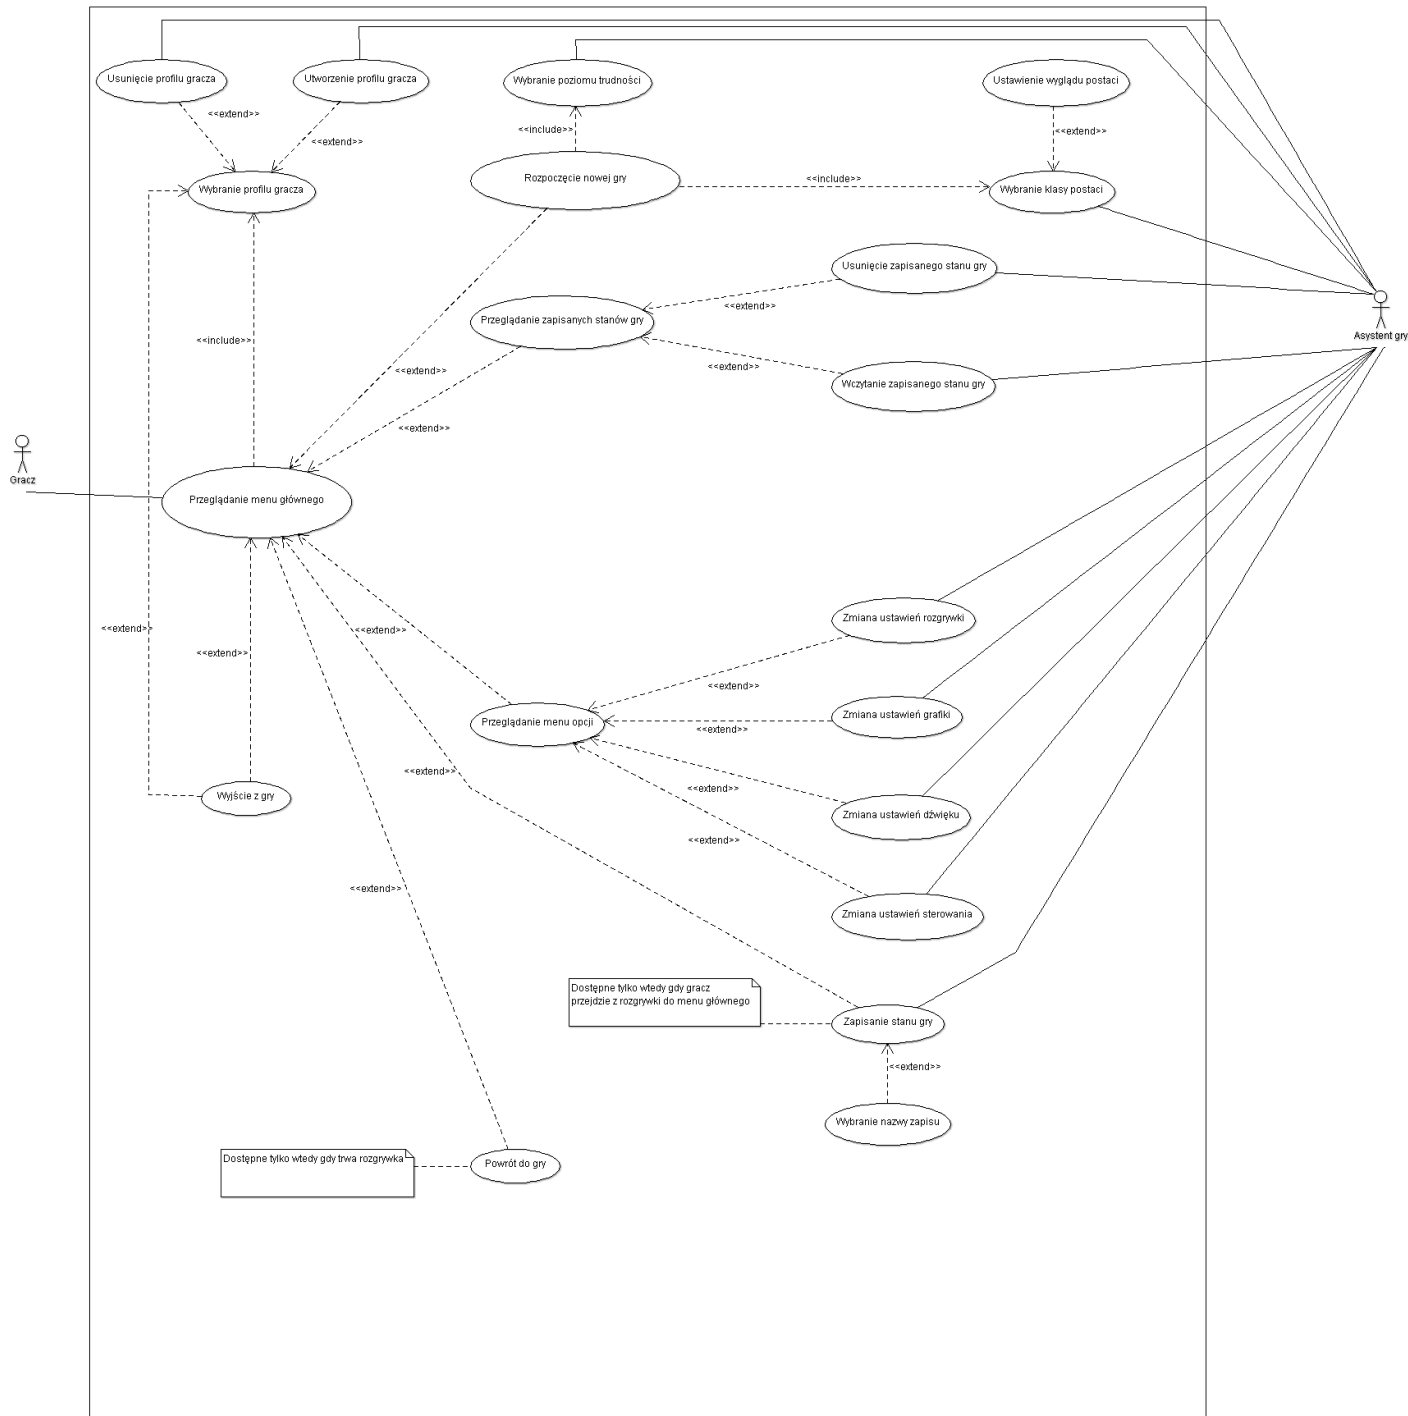 Usunięcie profilu gracza
Utworzenie profilu gracza
Wybranie poziomu trudności
Ustawienie wyglądu postaci
<<extend>>
<<extend>>
<<include>>
<<extend>>
Wybranie profilu gracza
Rozpoczęcie nowej gry
<<include>>
Wybranie klasy postaci
Usunięcie zapisanego stanu gry
<<extend>>
Przeglądanie zapisanych stanów gry
Asystent gry
<<include>>
<<extend>>
<<extend>>
Wczytanie zapisanego stanu gry
<<extend>>
Gracz
Przeglądanie menu głównego
<<extend>>
<<extend>>
<<extend>>
Zmiana ustawień rozgrywki
<<extend>>
Przeglądanie menu opcji
<<extend>>
Zmiana ustawień grafiki
<<extend>>
<<extend>>
Wyjście z gry
Zmiana ustawień dźwięku
<<extend>>
<<extend>>
Zmiana ustawień sterowania
Dostępne tylko wtedy gdy gracz
przejdzie z rozgrywki do menu głównego
Zapisanie stanu gry
<<extend>>
Wybranie nazwy zapisu
Dostępne tylko wtedy gdy trwa rozgrywka
Powrót do gry